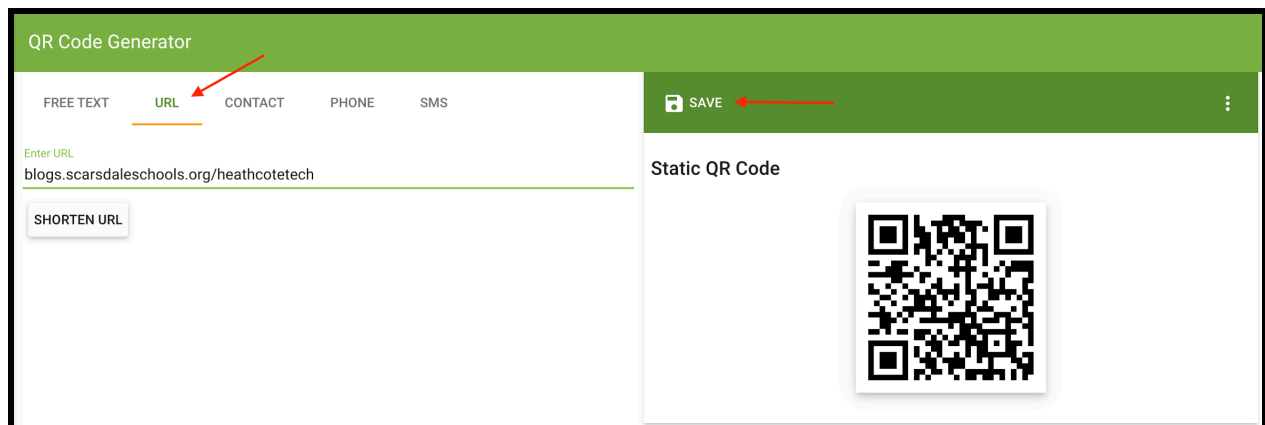 QR Code Generator
FREE TEXT URL CONTACT PHONE SMS
Enter URL
blogs.scarsdaleschools.org/heathcotetech
SHORTEN URL
SAVE
Static QR Code